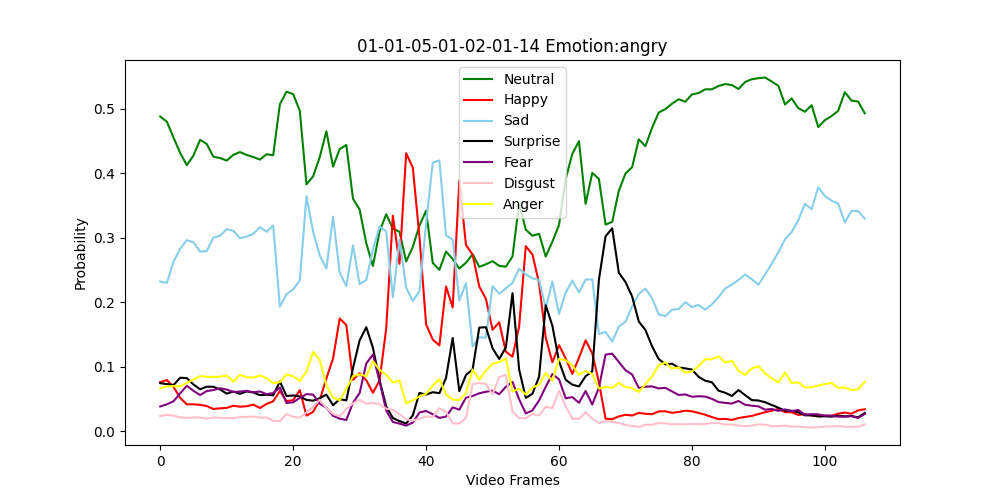 01-01-05-01-02-01-14 Emotion:angry
Neutral
Happy
Sad
Surprise
Fear
Disgust
Anger
Probability
0.5
0.4
0.3
0.2
0.1
0.0
0 20 40 60 80 100
Video Frames